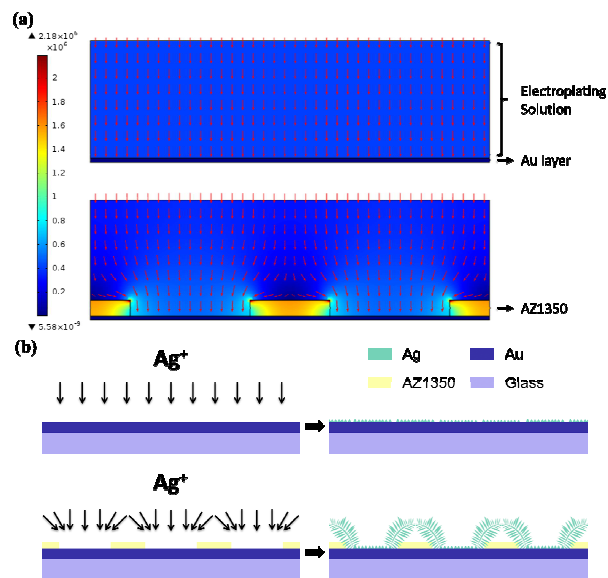 (a)
▲ 2.18×10⁶
×10⁶
2
1.8
1.6
1.4
1.2
1
0.8
0.6
0.4
0.2
▼ 5.58×10⁻⁹
Electroplating
Solution
Au layer
AZ1350
(b)
Ag⁺
Ag
Au
AZ1350
Glass
Ag⁺